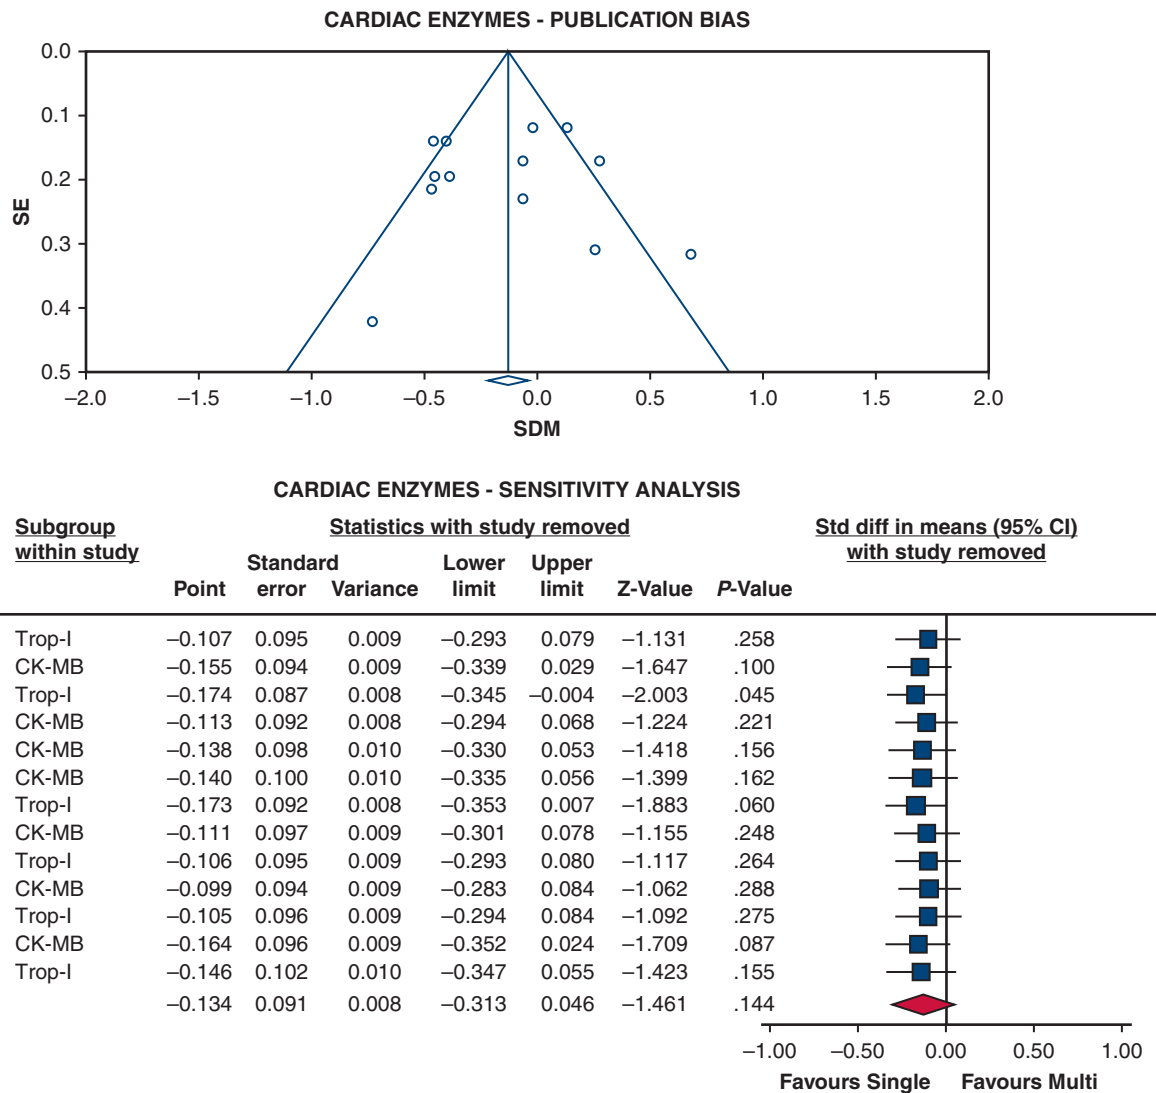 CARDIAC ENZYMES - PUBLICATION BIAS
0.0
0.1
0.2
0.3
0.4
0.5
SE
–2.0 –1.5 –1.0 –0.5 0.0 0.5 1.0 1.5 2.0
SDM
CARDIAC ENZYMES - SENSITIVITY ANALYSIS
Subgroup within study
Statistics with study removed
Std diff in means (95% CI) with study removed
Point Standard error Variance Lower limit Upper limit Z-Value P-Value
Trop-I –0.107 0.095 0.009 –0.293 0.079 –1.131 .258
CK-MB –0.155 0.094 0.009 –0.339 0.029 –1.647 .100
Trop-I –0.174 0.087 0.008 –0.345 –0.004 –2.003 .045
CK-MB –0.113 0.092 0.008 –0.294 0.068 –1.224 .221
CK-MB –0.138 0.098 0.010 –0.330 0.053 –1.418 .156
CK-MB –0.140 0.100 0.010 –0.335 0.056 –1.399 .162
Trop-I –0.173 0.092 0.008 –0.353 0.007 –1.883 .060
CK-MB –0.111 0.097 0.009 –0.301 0.078 –1.155 .248
Trop-I –0.106 0.095 0.009 –0.293 0.080 –1.117 .264
CK-MB –0.099 0.094 0.009 –0.283 0.084 –1.062 .288
Trop-I –0.105 0.096 0.009 –0.294 0.084 –1.092 .275
CK-MB –0.164 0.096 0.009 –0.352 0.024 –1.709 .087
Trop-I –0.146 0.102 0.010 –0.347 0.055 –1.423 .155
–0.134 0.091 0.008 –0.313 0.046 –1.461 .144
–1.00 –0.50 0.00 0.50 1.00
Favours Single Favours Multi